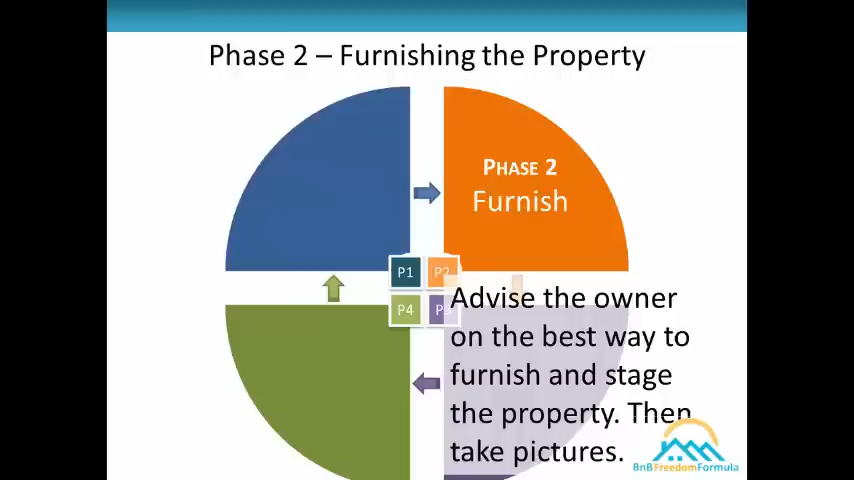 Phase 2 – Furnishing the Property
PHASE 2
Furnish
P1
P2
P4
P3
Advise the owner
on the best way to
furnish and stage
the property. Then
take pictures.
BnBFreedomFormula